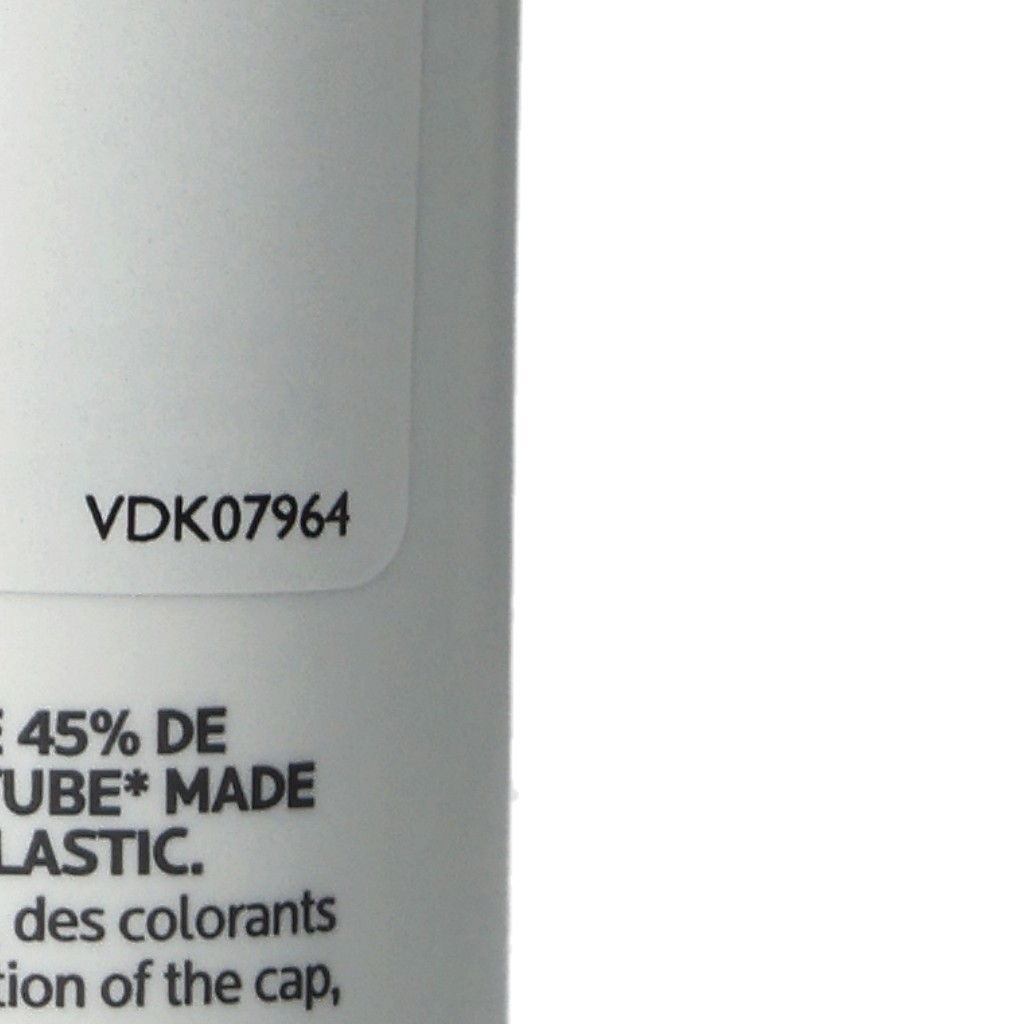 VDK07964
45% DE
TUBE* MADE
LASTIC.
des colorants
tion of the cap,